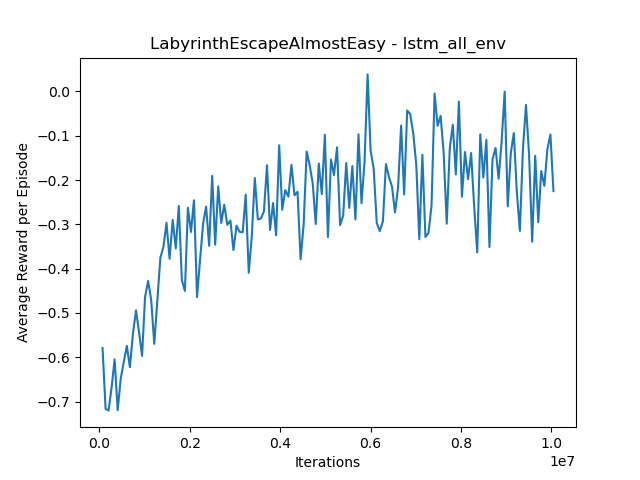 LabyrinthEscapeAlmostEasy - lstm_all_env
Average Reward per Episode
0.0
−0.1
−0.2
−0.3
−0.4
−0.5
−0.6
−0.7
0.0 0.2 0.4 0.6 0.8 1.0
1e7
Iterations